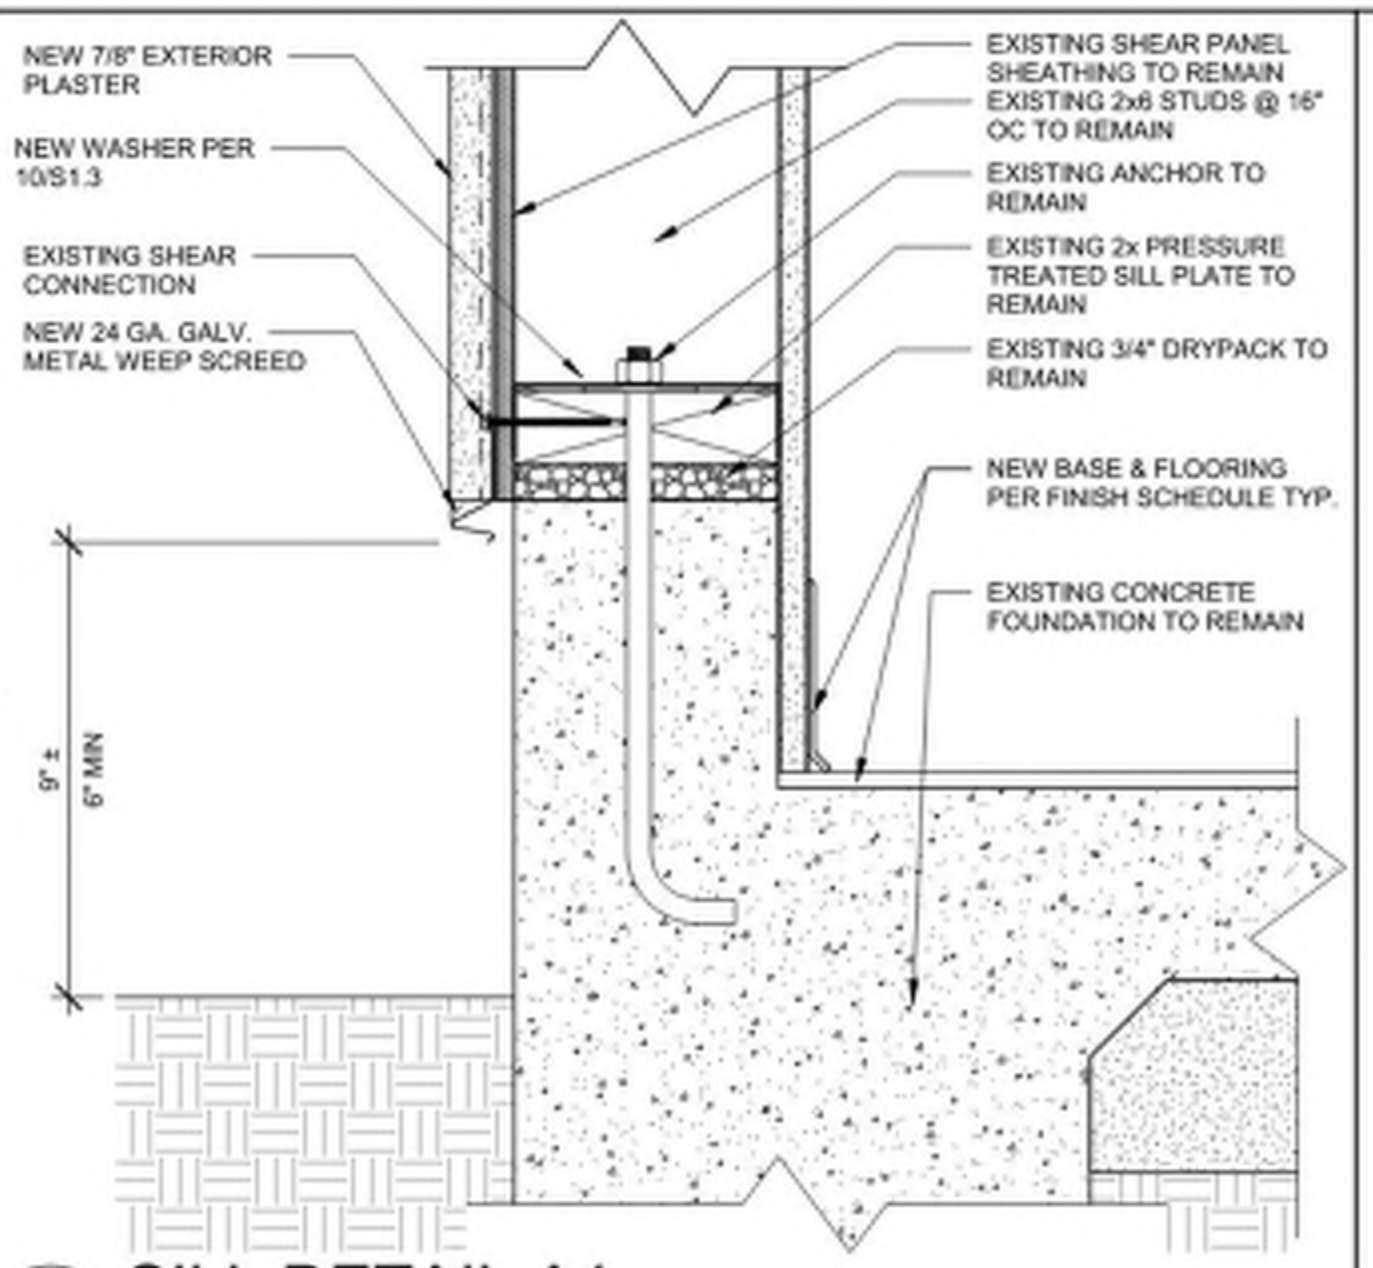 NEW 7/8" EXTERIOR
PLASTER
NEW WASHER PER
10/S1.3
EXISTING SHEAR
CONNECTION
NEW 24 GA. GALV.
METAL WEEP SCREED
EXISTING SHEAR PANEL
SHEATHING TO REMAIN
EXISTING 2x6 STUDS @ 16"
OC TO REMAIN
EXISTING ANCHOR TO
REMAIN
EXISTING 2x PRESSURE
TREATED SILL PLATE TO
REMAIN
EXISTING 3/4" DRYPACK TO
REMAIN
NEW BASE & FLOORING
PER FINISH SCHEDULE TYP.
EXISTING CONCRETE
FOUNDATION TO REMAIN
9" ±
6" MIN